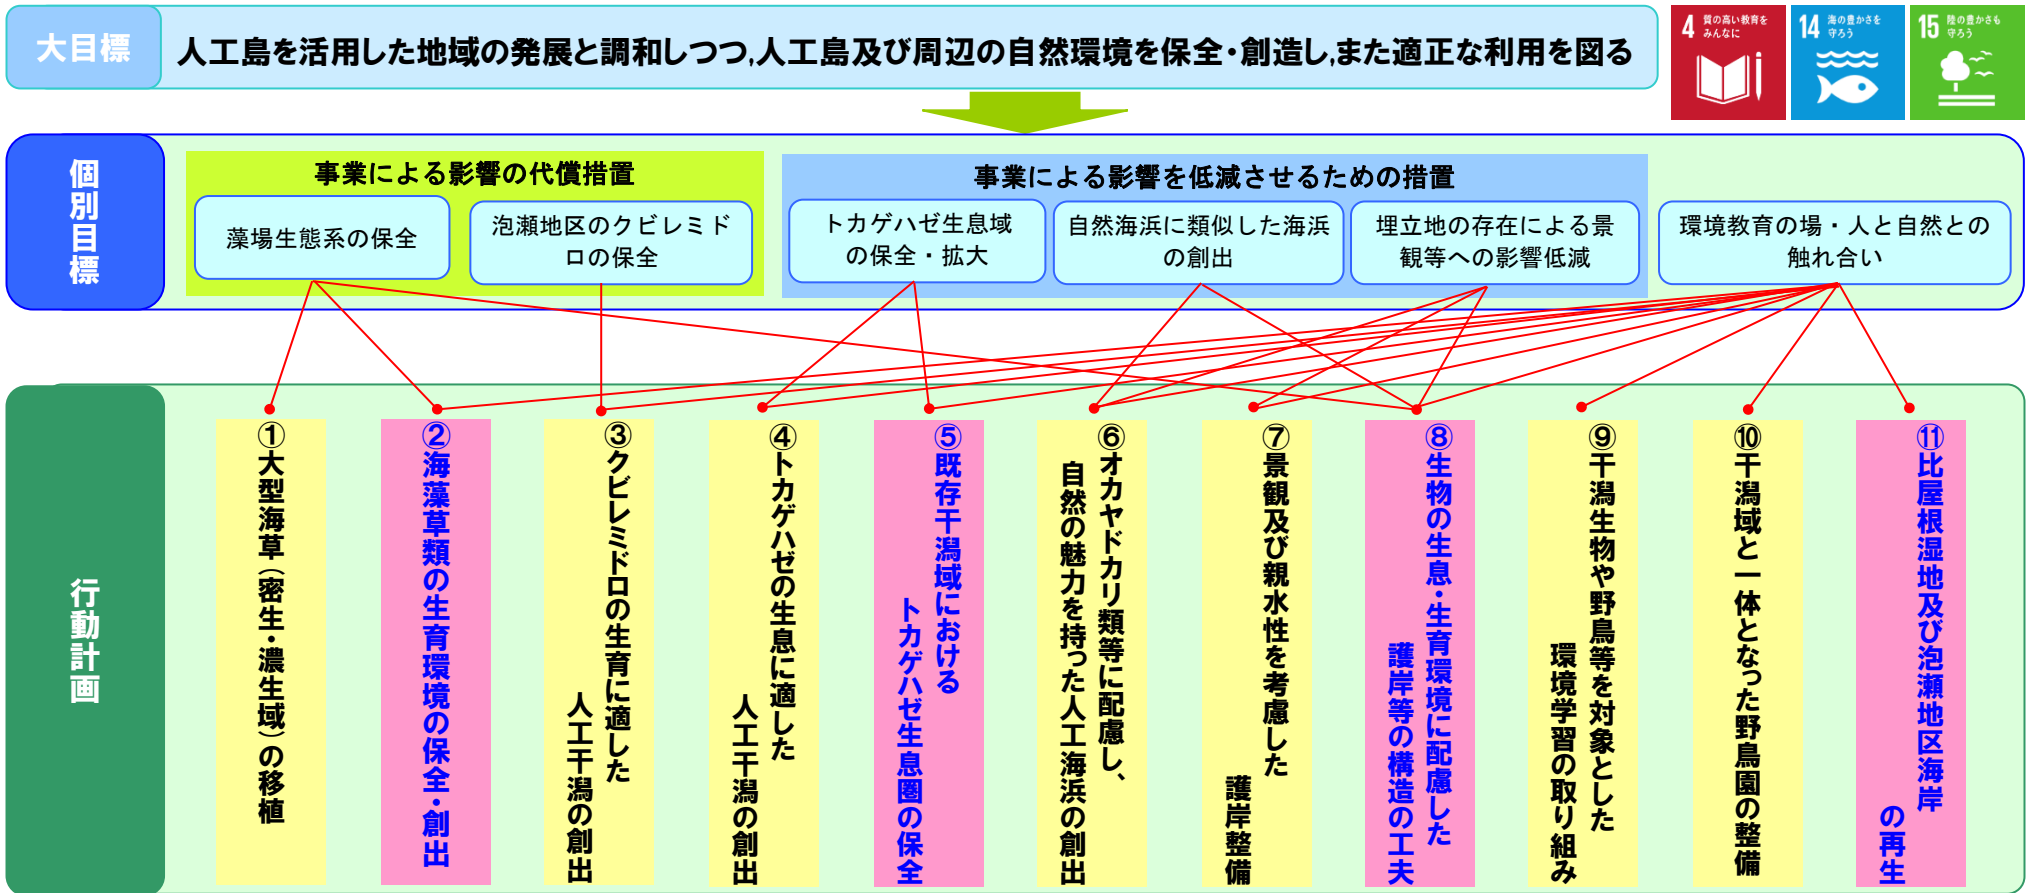 大目標
人工島を活用した地域の発展と調和しつつ,人工島及び周辺の自然環境を保全・創造し,また適正な利用を図る
4 質の高い教育を
みんなに
14 海の豊かさを
守ろう
15 陸の豊かさも
守ろう
個別目標
事業による影響の代償措置
藻場生態系の保全
泡瀬地区のクビレミド
ロの保全
事業による影響を低減させるための措置
トカゲハゼ生息域
の保全・拡大
自然海浜に類似した海浜
の創出
埋立地の存在による景
観等への影響低減
環境教育の場・人と自然との
触れ合い
行動計画
①大型海草(密生・濃生域)の移植
②海藻草類の生育環境の保全・創出
③クビレミドロの生育に適した
人工干潟の創出
④トカゲハゼの生息に適した
人工干潟の創出
⑤既存干潟域における
トカゲハゼ生息圏の保全
⑥オカヤドカリ類等に配慮し、
自然の魅力を持った人工海浜の創出
⑦景観及び親水性を考慮した
護岸整備
⑧生物の生息・生育環境に配慮した
護岸等の構造の工夫
⑨干潟生物や野鳥等を対象とした
環境学習の取り組み
⑩干潟域と一体となった野鳥園の整備
⑪比屋根湿地及び泡瀬地区海岸
の再生